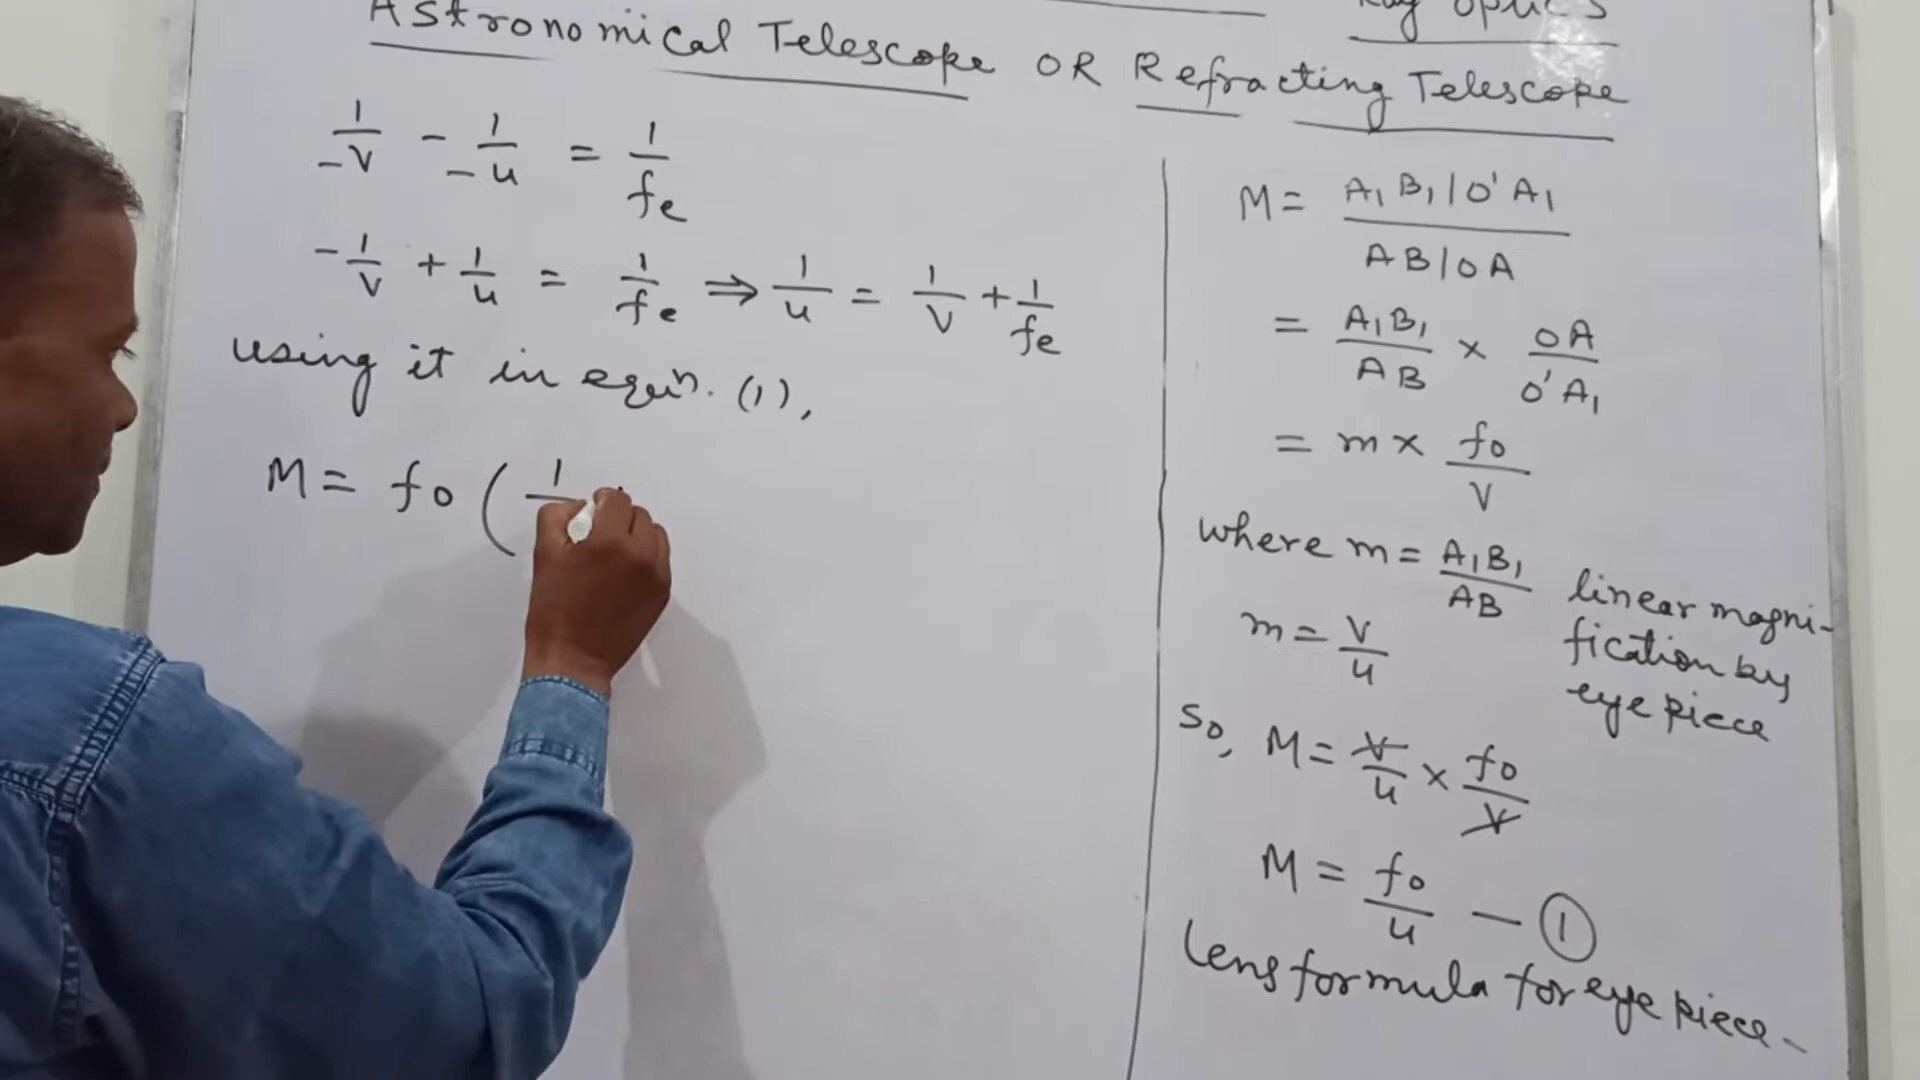 Ray Optics
Astronomical Telescope OR Refracting Telescope
1/-v - 1/-u = 1/fe
-1/v + 1/u = 1/fe ⇒ 1/u = 1/v + 1/fe
using it in eqn. (1),
M = fo ( 1
M = A₁B₁/O'A₁ / AB/OA
= A₁B₁/AB × OA/O'A₁
= m × fo/v
where m = A₁B₁/AB linear magni-
fication by
eye piece
m = v/u
So, M = v/u × fo/v
M = fo/u — ①
Lens formula for eye piece -